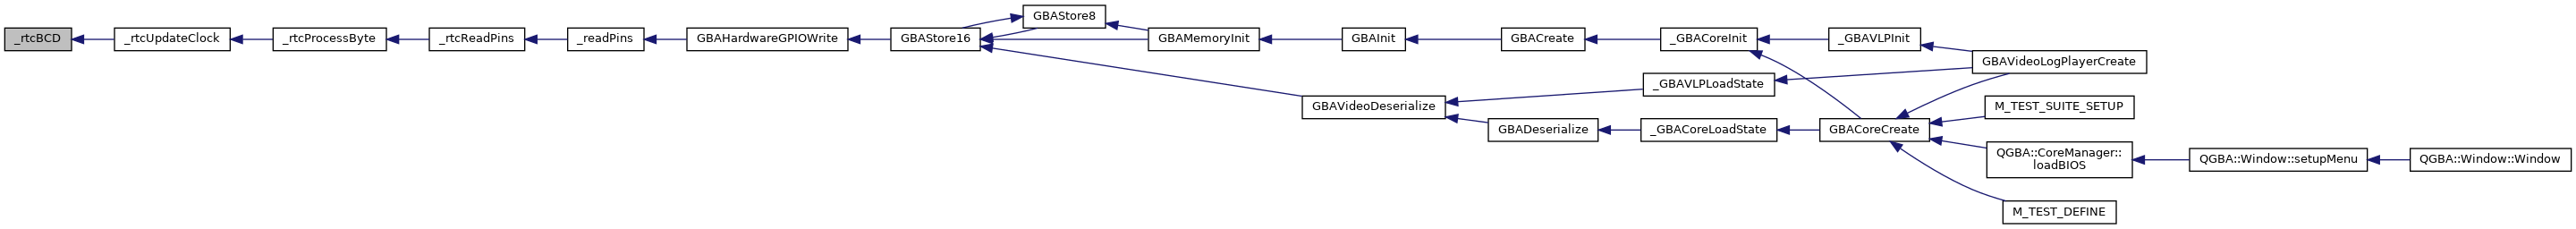 _rtcBCD
_rtcUpdateClock
_rtcProcessByte
_rtcReadPins
_readPins
GBAHardwareGPIOWrite
GBAStore16
GBAStore8
GBAMemoryInit
GBAInit
GBACreate
_GBACoreInit
_GBAVLPInit
GBAVideoLogPlayerCreate
GBAVideoDeserialize
_GBAVLPLoadState
GBADeserialize
_GBACoreLoadState
GBACoreCreate
M_TEST_SUITE_SETUP
QGBA::CoreManager::
loadBIOS
QGBA::Window::setupMenu
QGBA::Window::Window
M_TEST_DEFINE